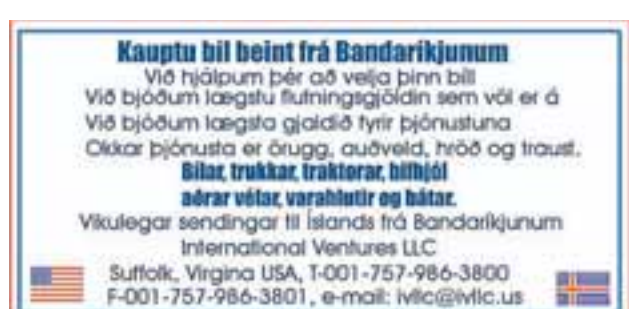 Kauptu bíl beint frá Bandaríkjunum
Við hjálpum þér að velja þinn bíll
Við bjóðum lægstu flutningsgjöldin sem völ er á
Við bjóðum lægsta gjaldið fyrir þjónustuna
Okkar þjónusta er örugg, auðveld, hröð og traust.
Bílar, trukkar, traktorar, bifhjól
aðrar vélar, varahlutir og bátar.
Vikulegar sendingar til Íslands frá Bandaríkjunum
International Ventures LLC
Suffolk, Virgina USA, T-001-757-986-3800
F-001-757-986-3801, e-mail: ivllc@ivllc.us